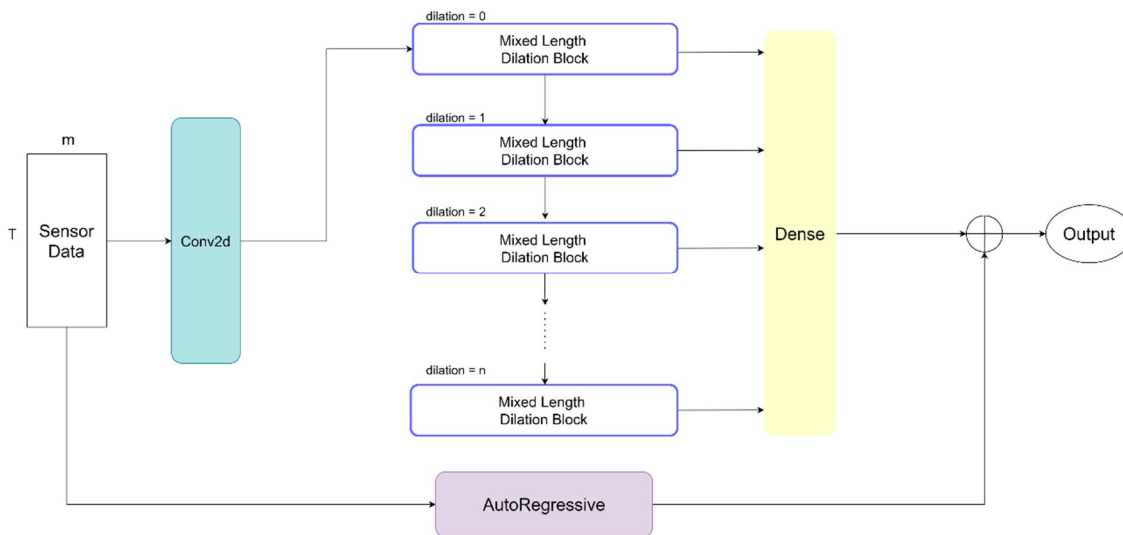 dilation = 0
Mixed Length
Dilation Block
dilation = 1
Mixed Length
Dilation Block
m
T
Sensor
Data
Conv2d
dilation = 2
Mixed Length
Dilation Block
Dense
Output
dilation = n
Mixed Length
Dilation Block
AutoRegressive